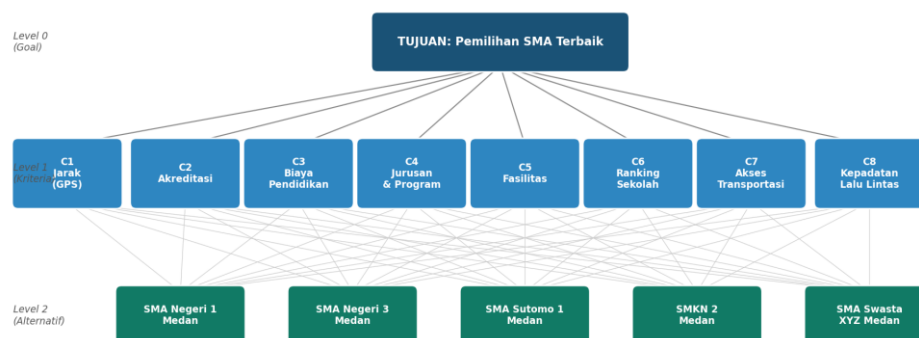 Level 0
(Goal)
TUJUAN: Pemilihan SMA Terbaik
Level 1
(Kriteria)
C1
Jarak
(GPS)
C2
Akreditasi
C3
Biaya
Pendidikan
C4
Jurusan
& Program
C5
Fasilitas
C6
Ranking
Sekolah
C7
Akses
Transportasi
C8
Kepadatan
Lalu Lintas
Level 2
(Alternatif)
SMA Negeri 1
Medan
SMA Negeri 3
Medan
SMA Sutomo 1
Medan
SMKN 2
Medan
SMA Swasta
XYZ Medan